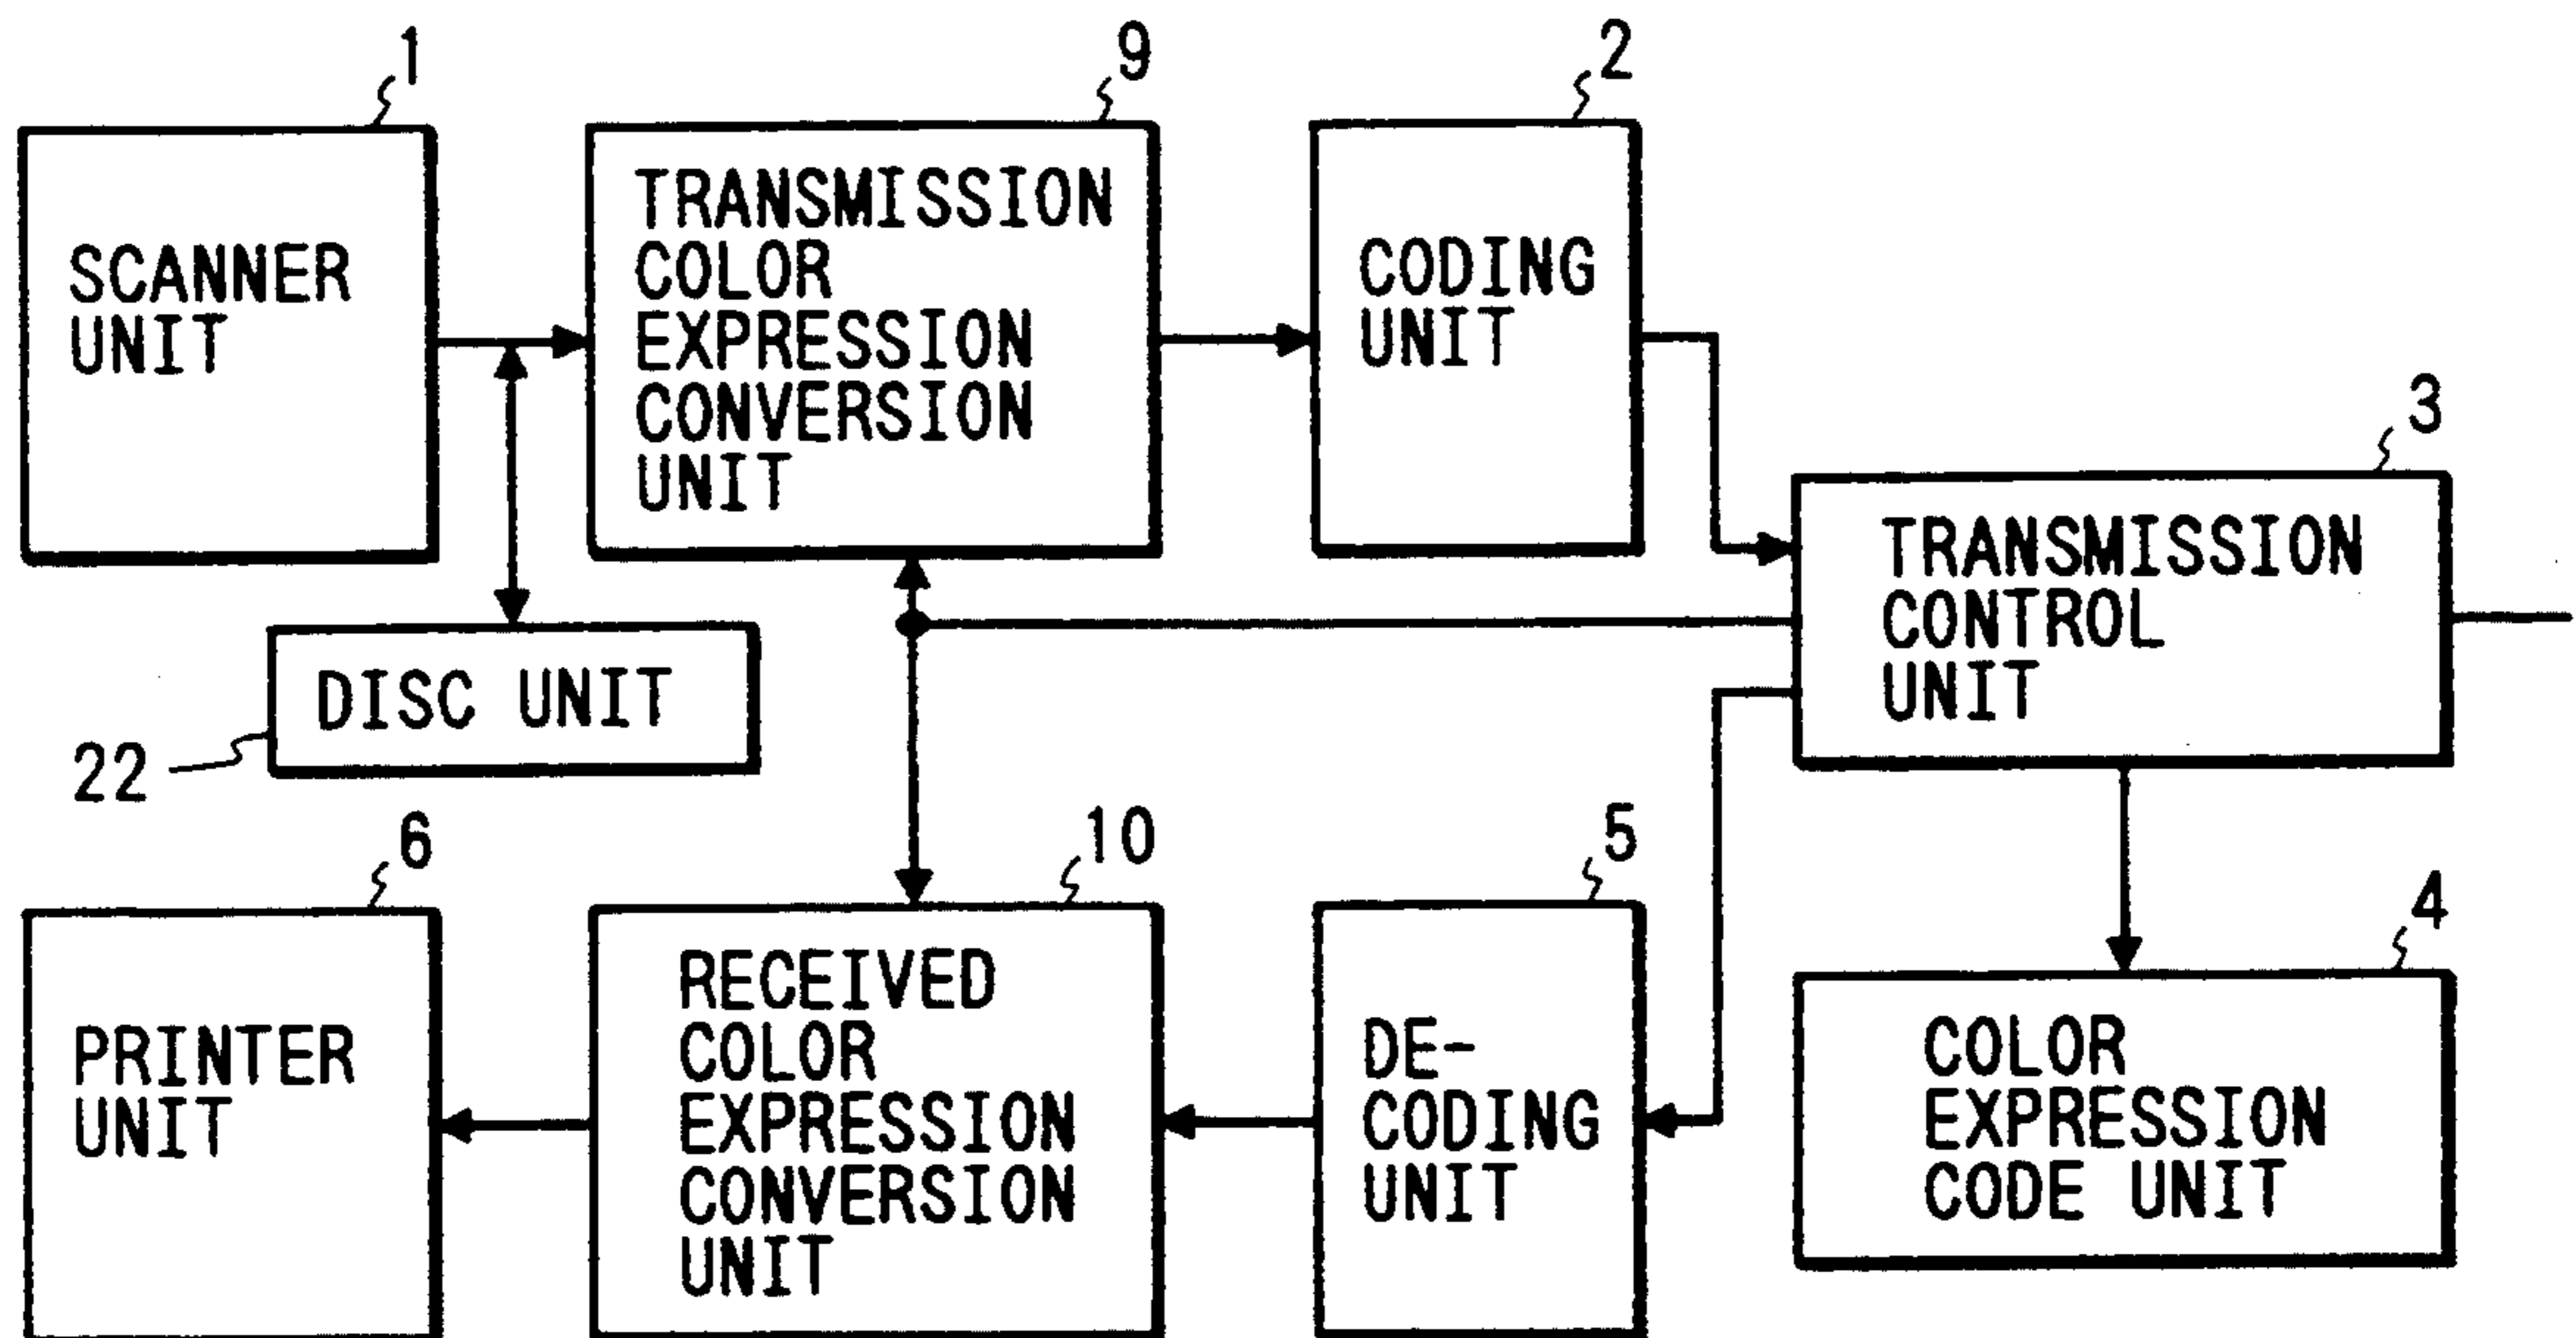 1
SCANNER
UNIT
9
TRANSMISSION
COLOR
EXPRESSION
CONVERSION
UNIT
2
CODING
UNIT
3
TRANSMISSION
CONTROL
UNIT
DISC UNIT
22
6
PRINTER
UNIT
10
RECEIVED
COLOR
EXPRESSION
CONVERSION
UNIT
5
DE-
CODING
UNIT
4
COLOR
EXPRESSION
CODE UNIT